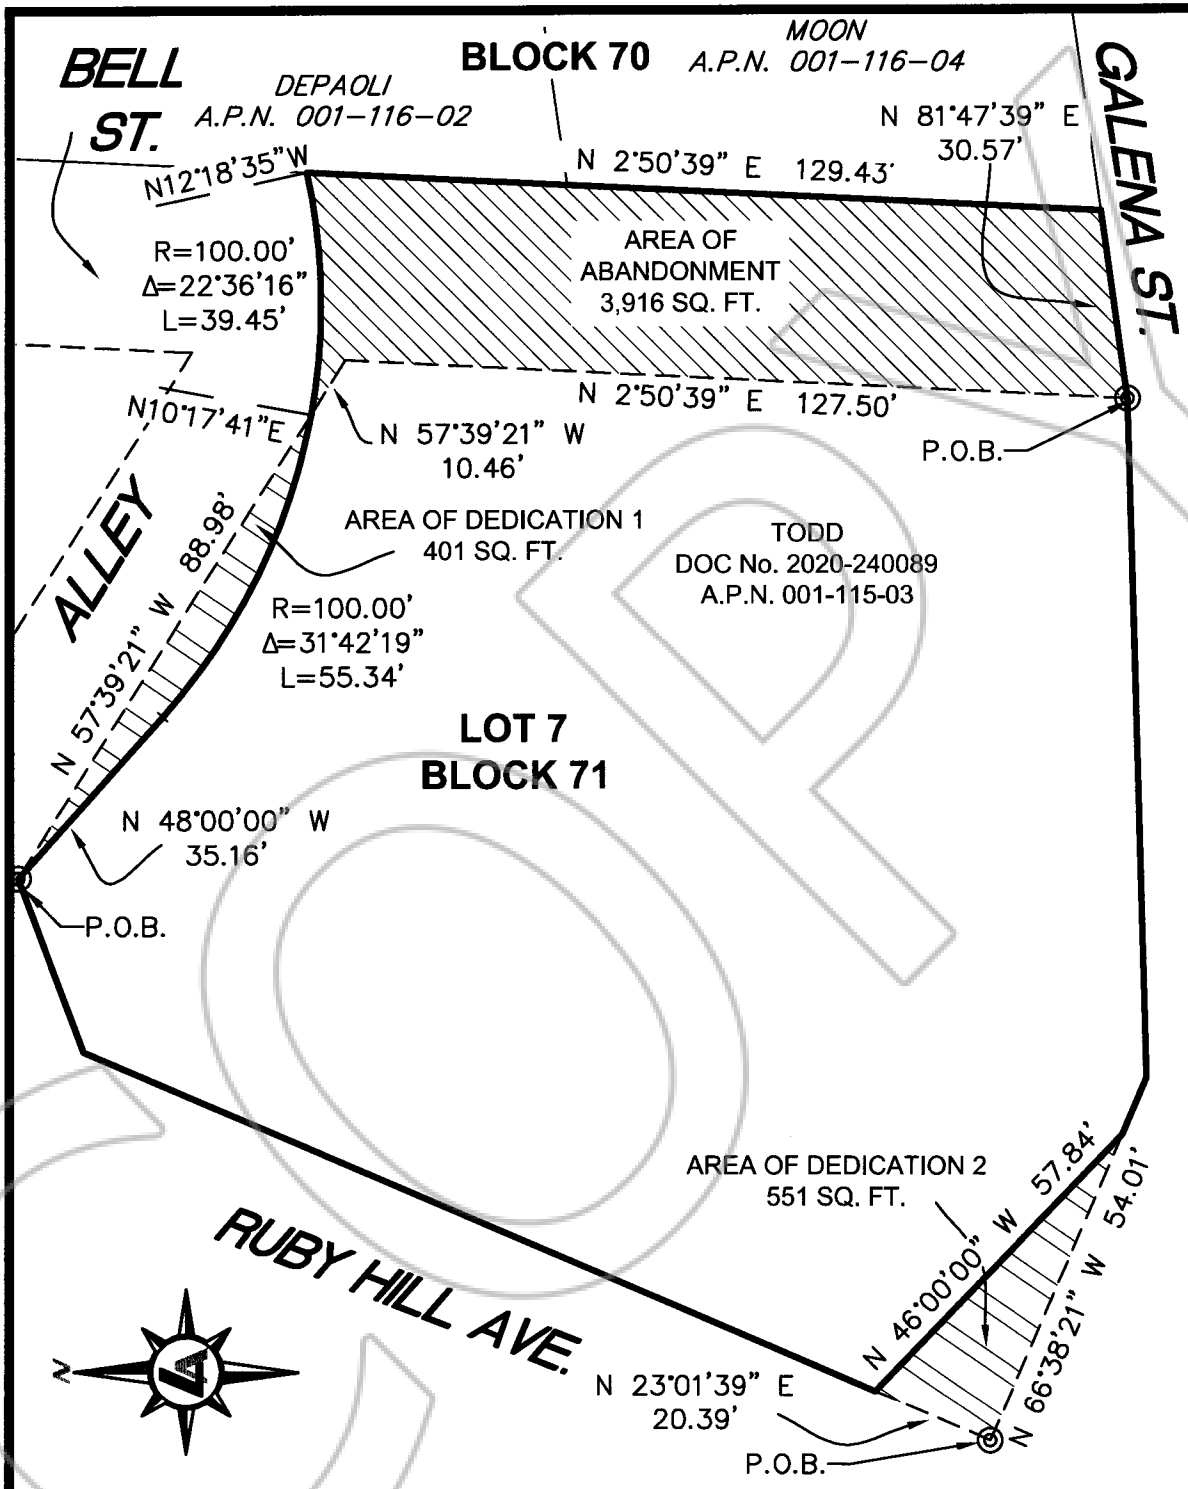 BELL
ST.
DEPAOLI
A.P.N. 001-116-02
BLOCK 70
MOON
A.P.N. 001-116-04
GALENA ST.
N 81°47'39" E
30.57'
N12°18'35"W
N 2°50'39" E 129.43'
R=100.00'
Δ=22°36'16"
L=39.45'
AREA OF
ABANDONMENT
3,916 SQ. FT.
N10°17'41"E
N 2°50'39" E 127.50'
N 57°39'21" W
10.46'
P.O.B.
ALLEY
N 57°39'21" W 88.98'
AREA OF DEDICATION 1
401 SQ. FT.
TODD
DOC No. 2020-240089
A.P.N. 001-115-03
R=100.00'
Δ=31°42'19"
L=55.34'
LOT 7
BLOCK 71
N 48°00'00" W
35.16'
P.O.B.
AREA OF DEDICATION 2
551 SQ. FT.
N 46°00'00" W 57.84'
N 66°38'21" W 54.01'
RUBY HILL AVE.
N 23°01'39" E
20.39'
P.O.B.
N
COPY